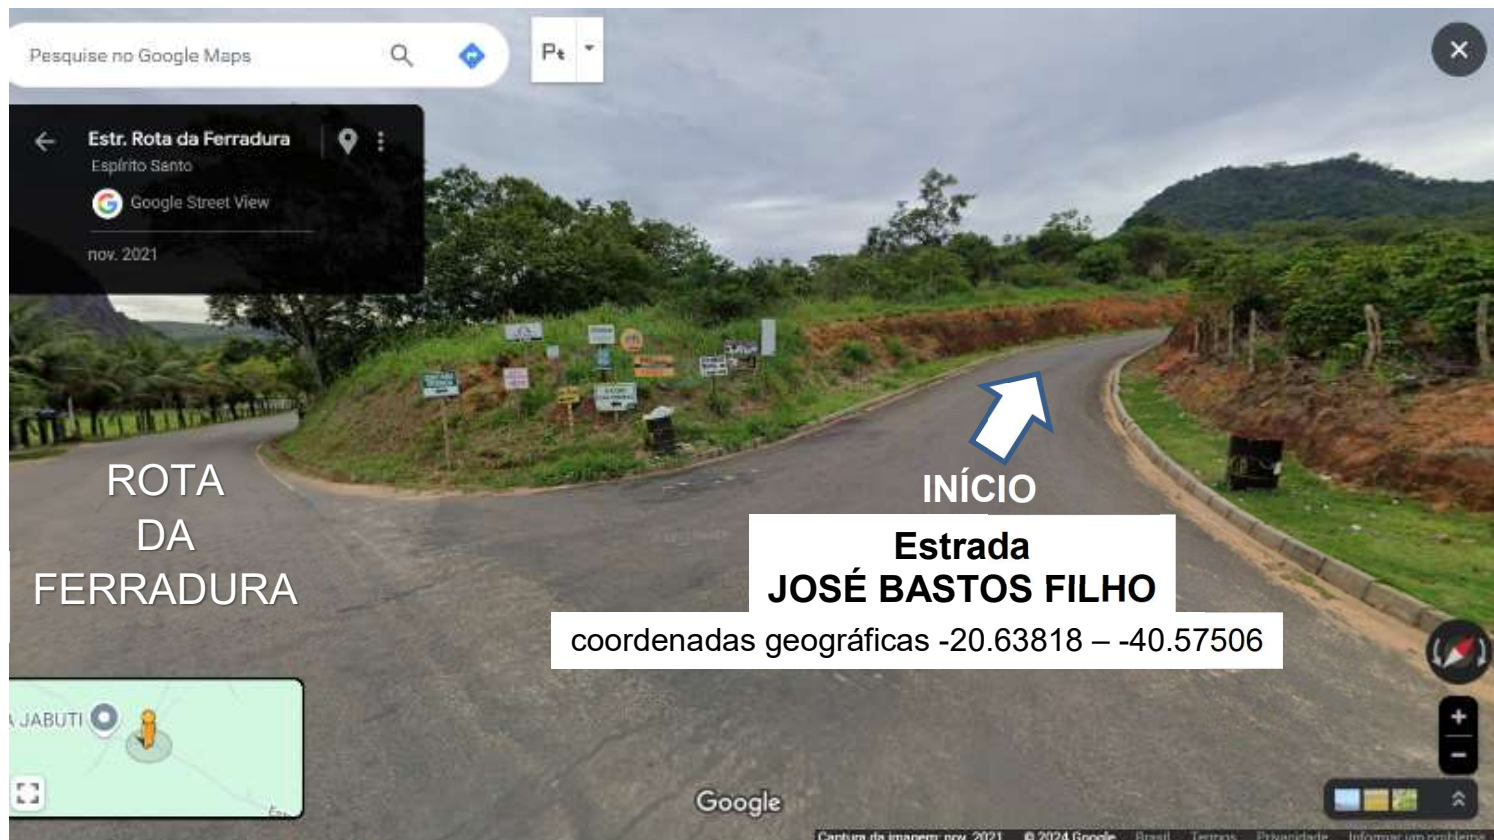 Pesquise no Google Maps
Estr. Rota da Ferradura
Espírito Santo
Google Street View
nov. 2021
ROTA
DA
FERRADURA
INÍCIO
Estrada
JOSÉ BASTOS FILHO
coordenadas geográficas -20.63818 – -40.57506
JABUTI
Google
Captura da imagem: nov. 2021 © 2024 Google Brasil Termos Privacidade Informar um problema